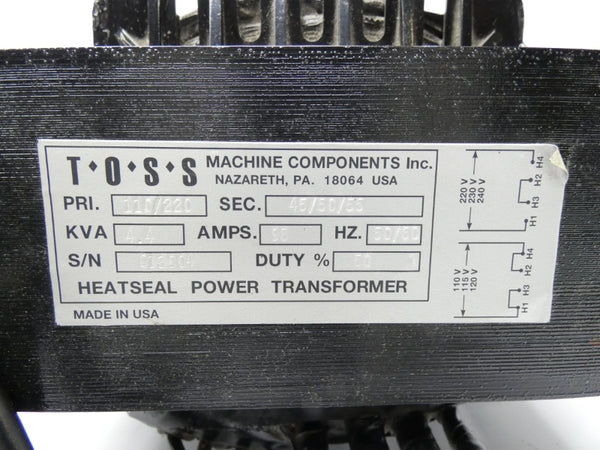 T•O•S•S MACHINE COMPONENTS Inc.
NAZARETH, PA. 18064 USA
PRI. 110/220 SEC. 45/50/55
KVA 4.4 AMPS. HZ. 50/60
S/N DUTY %
HEATSEAL POWER TRANSFORMER
MADE IN USA
220 V
230 V
240 V
H4
H2
H3
H1
110 V
115 V
120 V
H4
H2
H3
H1